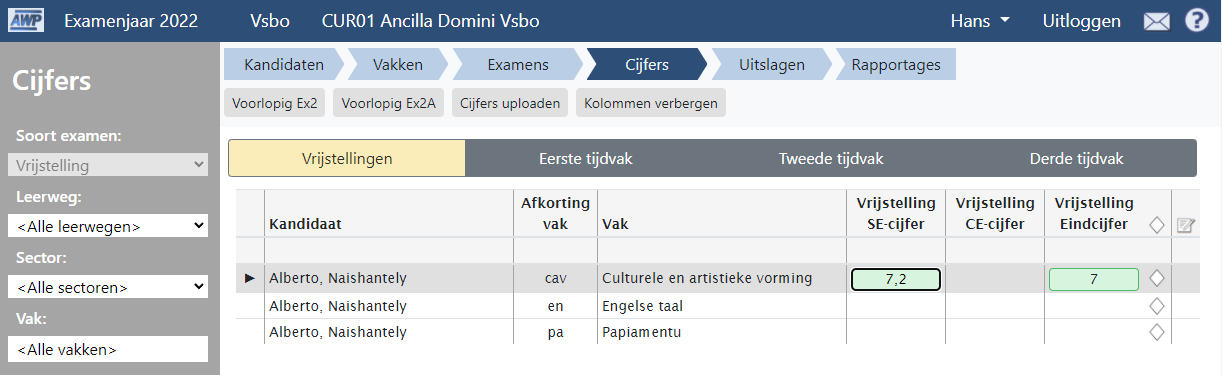 AWP Examenjaar 2022 Vsbo CUR01 Ancilla Domini Vsbo Hans Uitloggen ?
Cijfers
Kandidaten Vakken Examens Cijfers Uitslagen Rapportages
Voorlopig Ex2 Voorlopig Ex2A Cijfers uploaden Kolommen verbergen
Soort examen:
Vrijstelling
Leerweg:
<Alle leerwegen>
Sector:
<Alle sectoren>
Vak:
<Alle vakken>
Vrijstellingen Eerste tijdvak Tweede tijdvak Derde tijdvak
Kandidaat Afkorting vak Vak Vrijstelling SE-cijfer Vrijstelling CE-cijfer Vrijstelling Eindcijfer
Alberto, Naishantely cav Culturele en artistieke vorming 7,2 7
Alberto, Naishantely en Engelse taal
Alberto, Naishantely pa Papiamentu